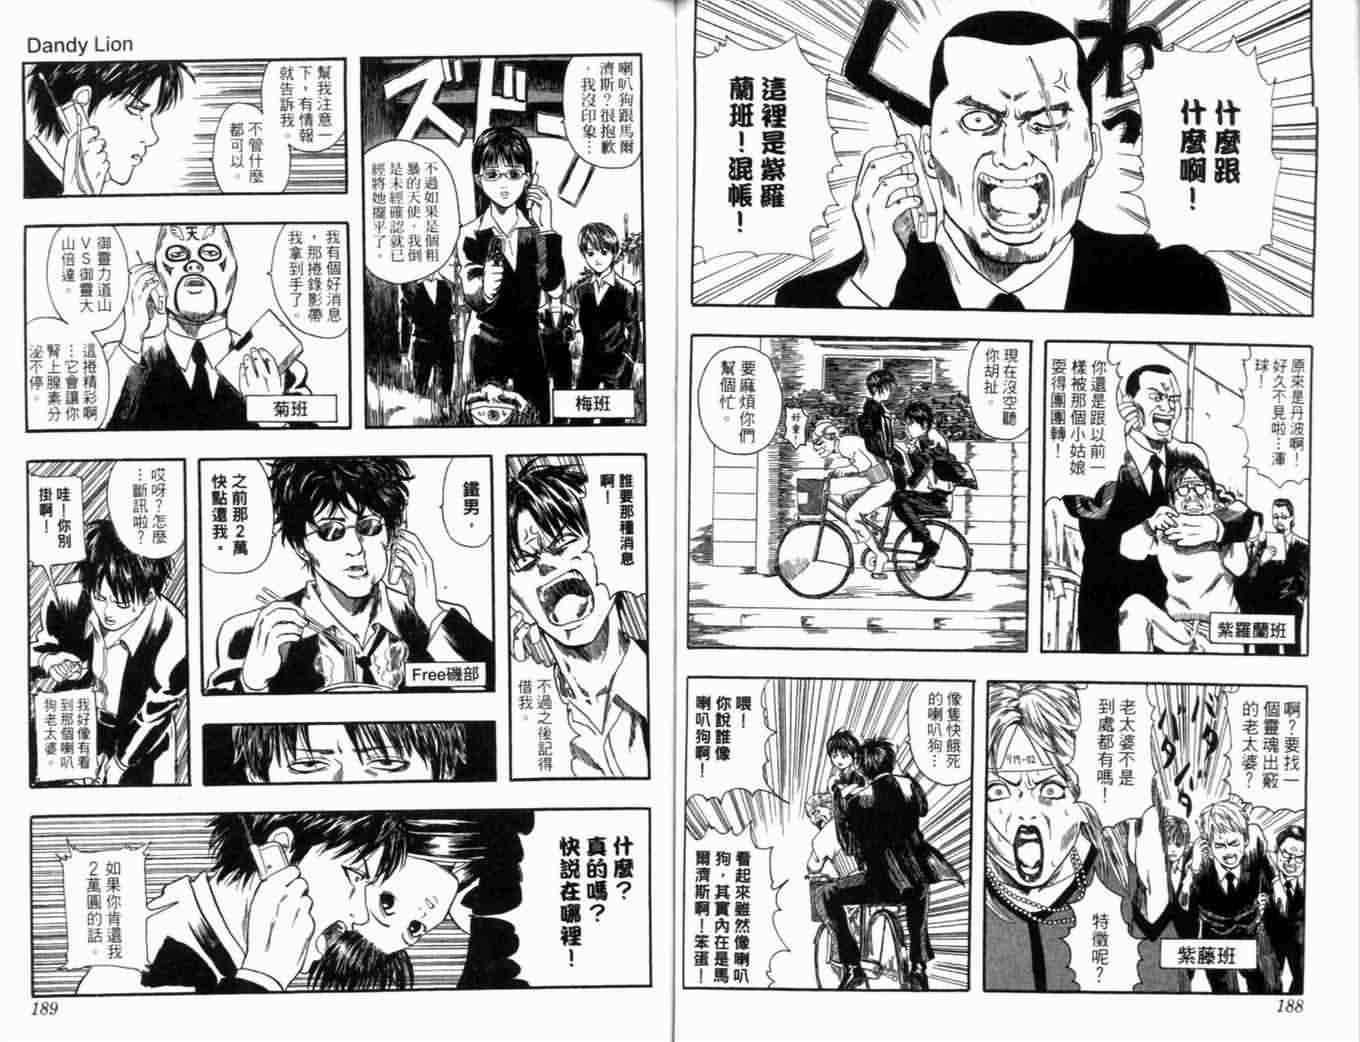 什麼跟
什麼啊!
這裡是紫羅
蘭班!混帳!
原來是丹波啊!
好久不見啦…渾
球!
你還是跟以前一
樣被那個小姑娘
耍得團團轉!
紫羅蘭班
現在沒空聽
你胡扯。
要麻煩你們
幫個忙。
好重!
啊?要找一
個靈魂出竅
的老太婆?
老太婆不是
到處都有嗎!
特徵呢?
紫藤班
バタ
バタ
像隻快餓死
的喇叭狗…
喂!
你說誰像
喇叭狗啊!
看起來雖然像喇叭
狗,其實內在是馬
爾濟斯啊!笨蛋!
188
Dandy Lion
喇叭狗跟馬爾
濟斯?很抱歉
,我沒印象…
ズドン
不過如果是個粗
暴的天使,我倒
是未經確認就已
經將她擺平了。
梅班
幫我注意一
下,有情報
就告訴我。
不管什麼
都可以。
我有個好消息
,那捲錄影帶
我拿到手了。
天
御靈力道山
VS御靈大
山倍達。
這捲精彩啊
…它會讓你
腎上腺素分
泌不停。
菊班
誰要那種消息
啊!
不過之後記得
借我。
鐵男,
之前那2萬
快點還我。
Free磯部
哎呀?怎麼
…斷訊啦?
哇!你別
掛啊!
我好像有看
到那個喇叭
狗老太婆。
什麼?
真的嗎?
快說在哪裡!
如果你肯還我
2萬圓的話。
189